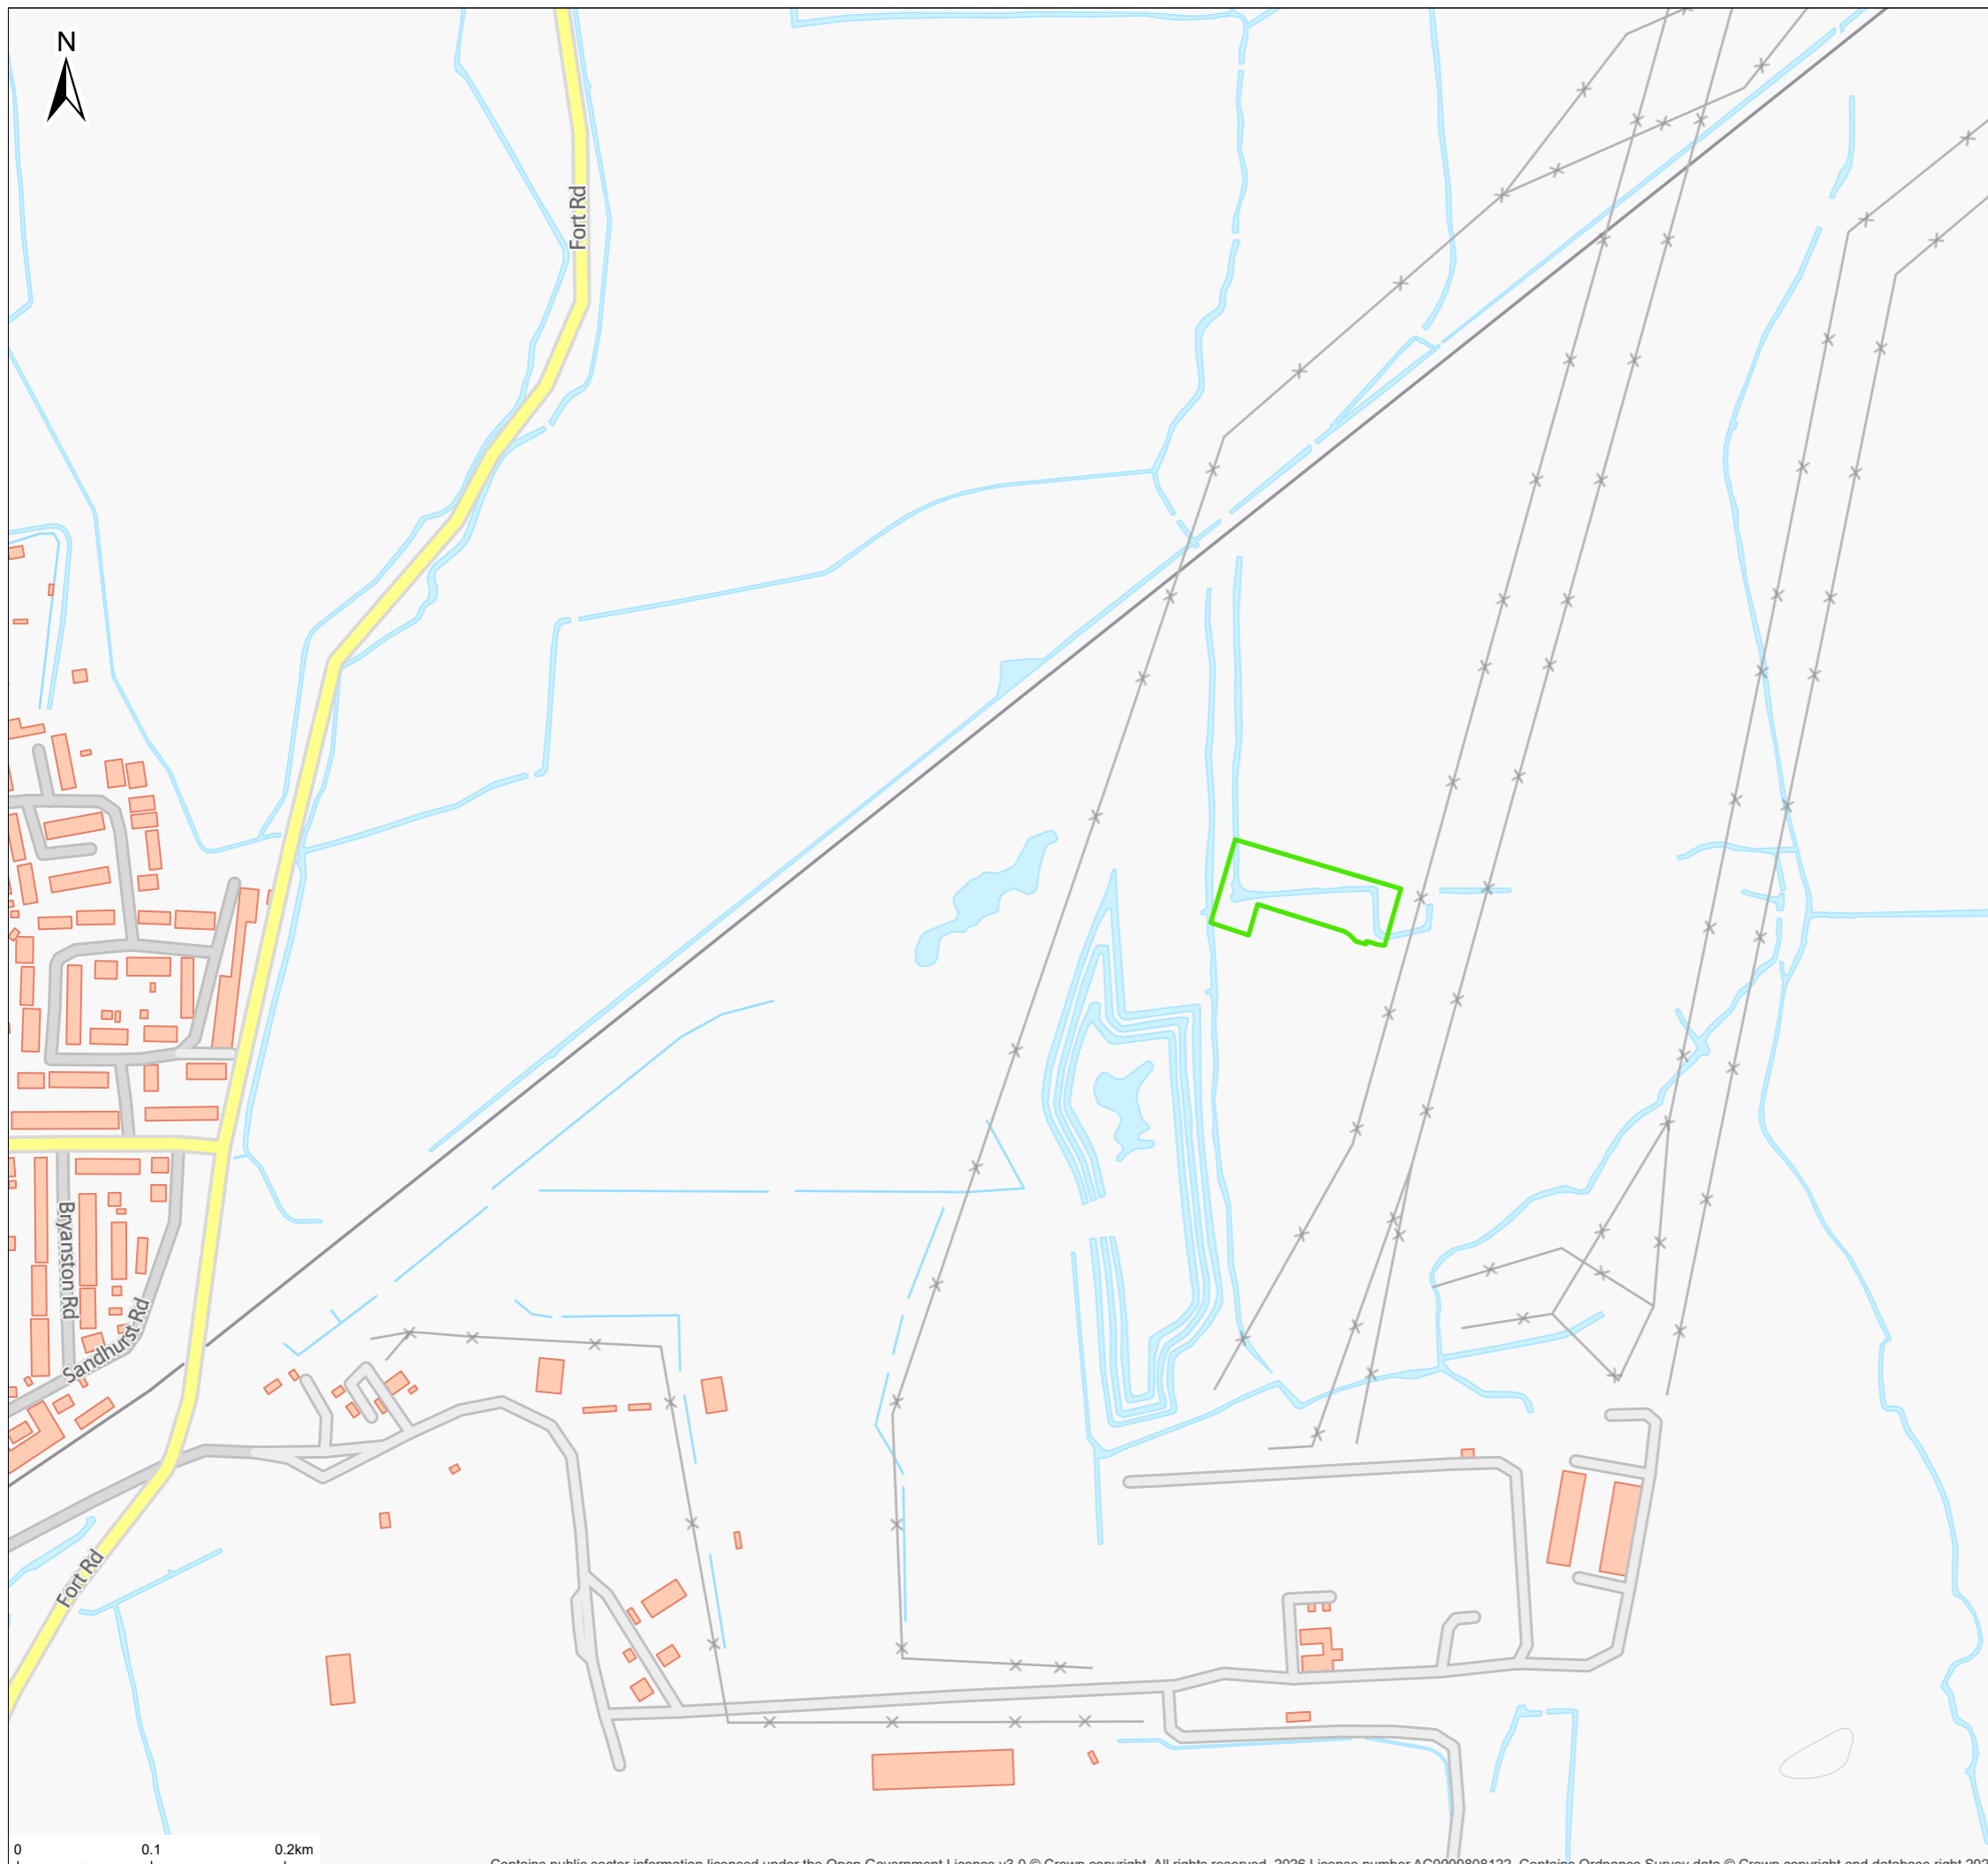 N
Fort Rd
Bryanston Rd
Sandhurst Rd
Fort Rd
0 0.1 0.2km
Contains public sector information licensed under the Open Government Licence v3.0 © Crown copyright. All rights reserved. 2026 License number AC0000808122. Contains Ordnance Survey data © Crown copyright and database right